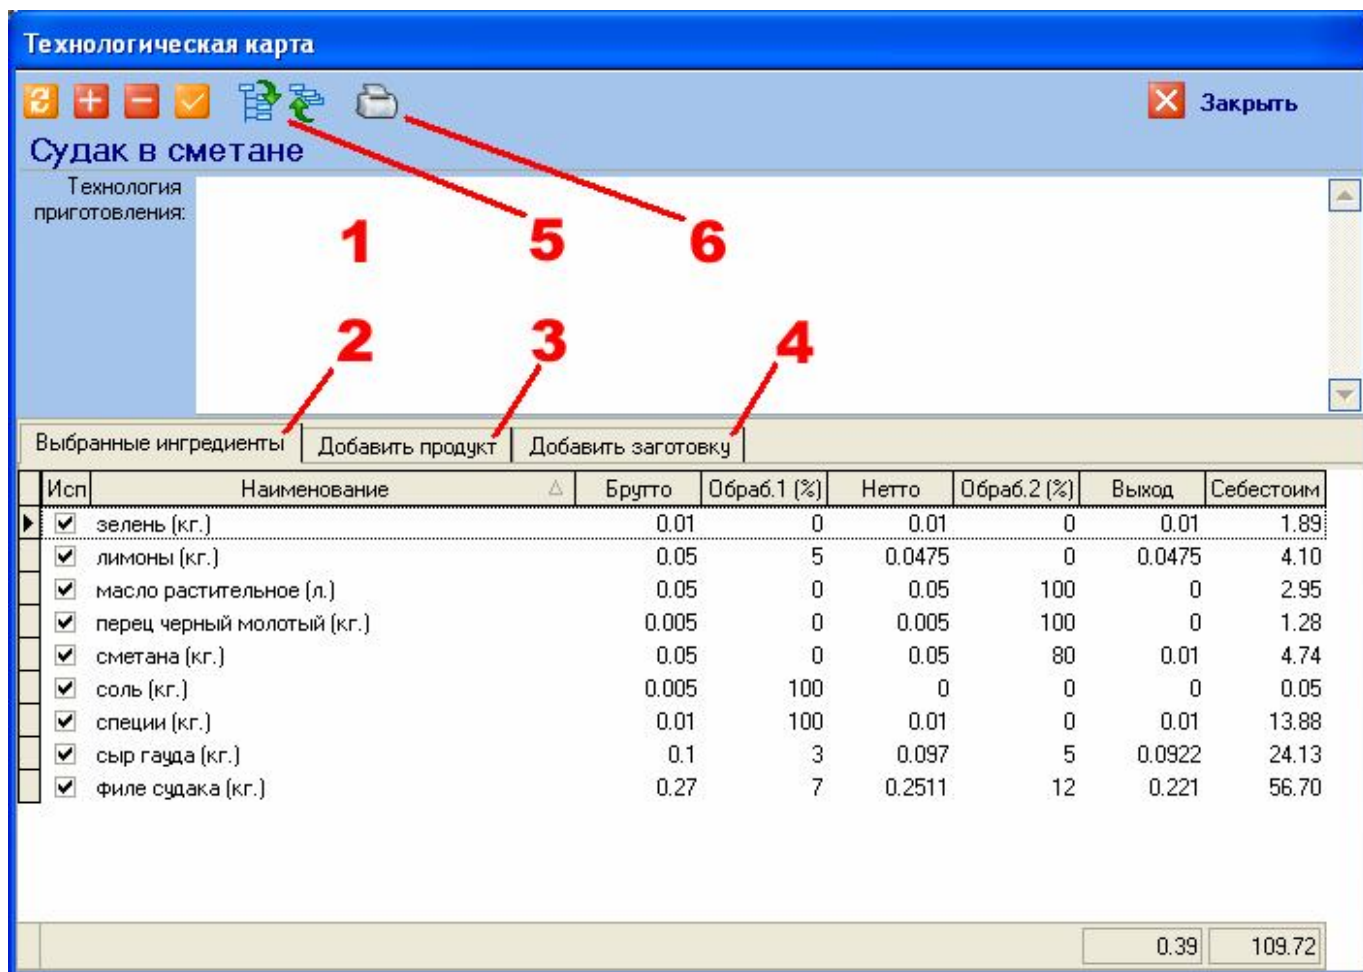 Технологическая карта
Закрыть
Судак в сметане
Технология
приготовления:
1 5 6
2 3 4
Выбранные ингредиенты Добавить продукт Добавить заготовку
Исп Наименование Брутто Обраб.1 (%) Нетто Обраб.2 (%) Выход Себестоим
зелень (кг.) 0.01 0 0.01 0 0.01 1.89
лимоны (кг.) 0.05 5 0.0475 0 0.0475 4.10
масло растительное (л.) 0.05 0 0.05 100 0 2.95
перец черный молотый (кг.) 0.005 0 0.005 100 0 1.28
сметана (кг.) 0.05 0 0.05 80 0.01 4.74
соль (кг.) 0.005 100 0 0 0 0.05
специи (кг.) 0.01 100 0.01 0 0.01 13.88
сыр гауда (кг.) 0.1 3 0.097 5 0.0922 24.13
филе судака (кг.) 0.27 7 0.2511 12 0.221 56.70
0.39 109.72